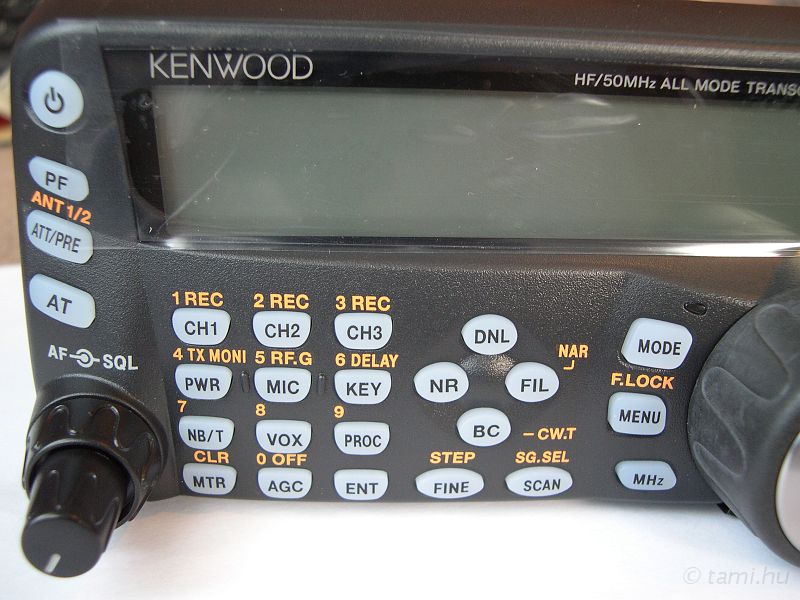 KENWOOD
HF/50MHz ALL MODE TRANSC
PF
ANT 1/2
ATT/PRE
AT
AF SQL
1 REC 2 REC 3 REC
CH1 CH2 CH3
4 TX MONI 5 RF.G 6 DELAY
PWR MIC KEY
7 8 9
NB/T VOX PROC
CLR 0 OFF
MTR AGC ENT
DNL
NAR
NR FIL
BC
– CW.T
STEP SG.SEL
FINE SCAN
MODE
F.LOCK
MENU
MHz
© tami.hu